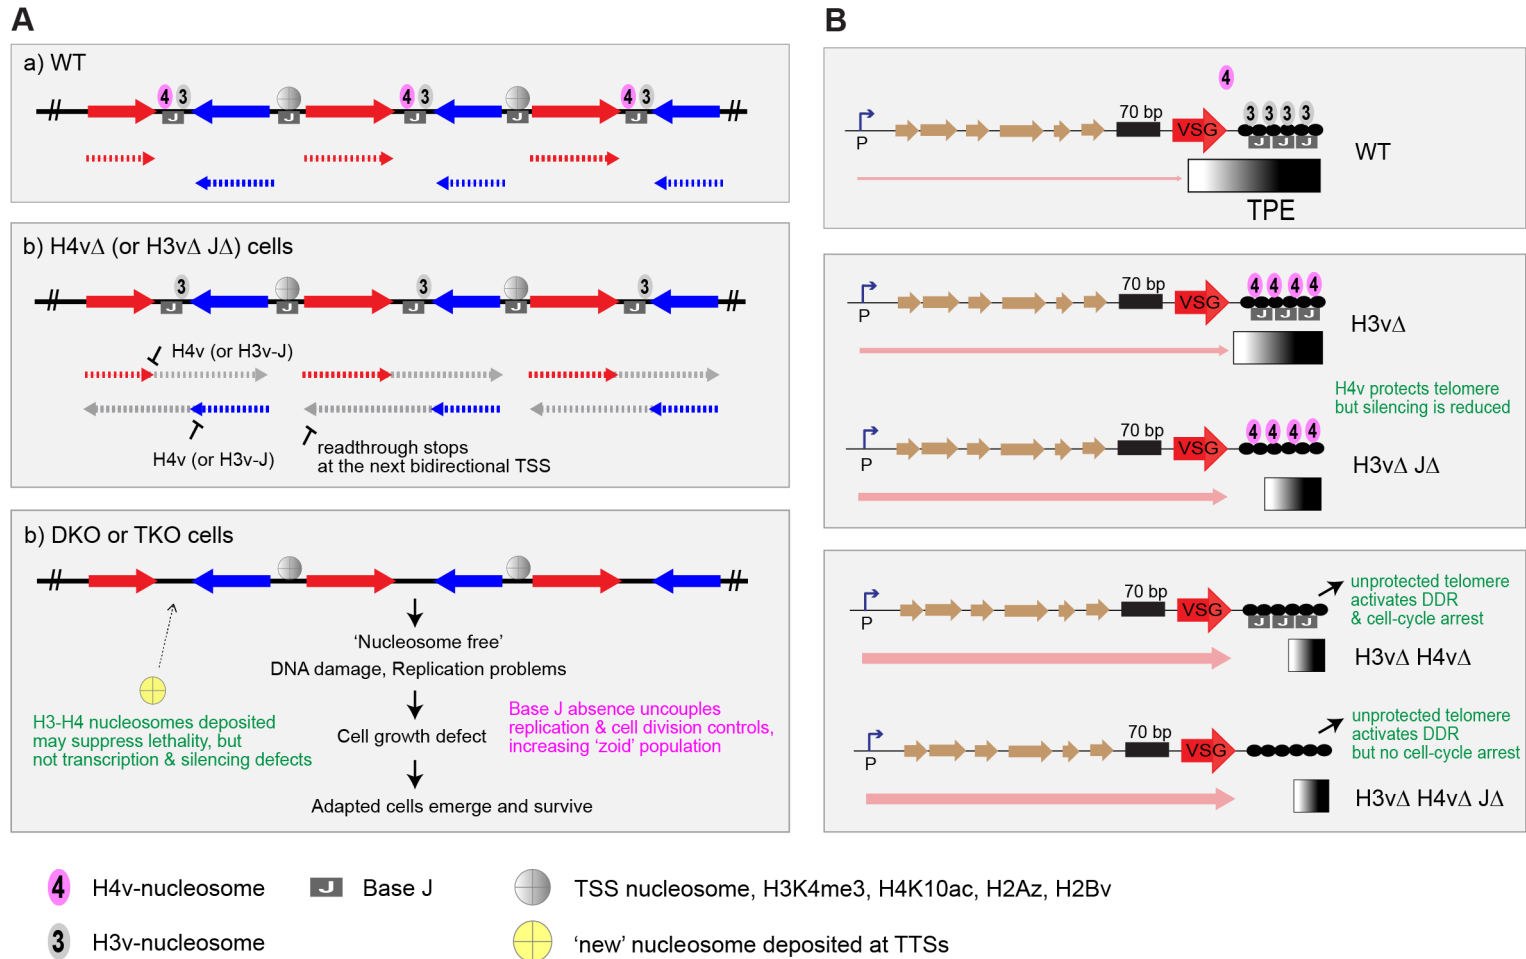 A
a) WT
4 3 4 3 4 3
J J J J J
b) H4vΔ (or H3vΔ JΔ) cells
3 3 3
J J J J J
H4v (or H3v-J)
H4v (or H3v-J)
readthrough stops
at the next bidirectional TSS
b) DKO or TKO cells
'Nucleosome free'
DNA damage, Replication problems
H3-H4 nucleosomes deposited
may suppress lethality, but
not transcription & silencing defects
Cell growth defect
Base J absence uncouples
replication & cell division controls,
increasing 'zoid' population
Adapted cells emerge and survive
B
4
70 bp
3 3 3 3
P
VSG
J J J
WT
TPE
70 bp
4 4 4 4
P
VSG
J J J
H3vΔ
H4v protects telomere
but silencing is reduced
70 bp
4 4 4 4
P
VSG
H3vΔ JΔ
70 bp
P
VSG
J J J
unprotected telomere
activates DDR
& cell-cycle arrest
H3vΔ H4vΔ
70 bp
P
VSG
unprotected telomere
activates DDR
but no cell-cycle arrest
H3vΔ H4vΔ JΔ
4 H4v-nucleosome
J Base J
TSS nucleosome, H3K4me3, H4K10ac, H2Az, H2Bv
3 H3v-nucleosome
'new' nucleosome deposited at TTSs